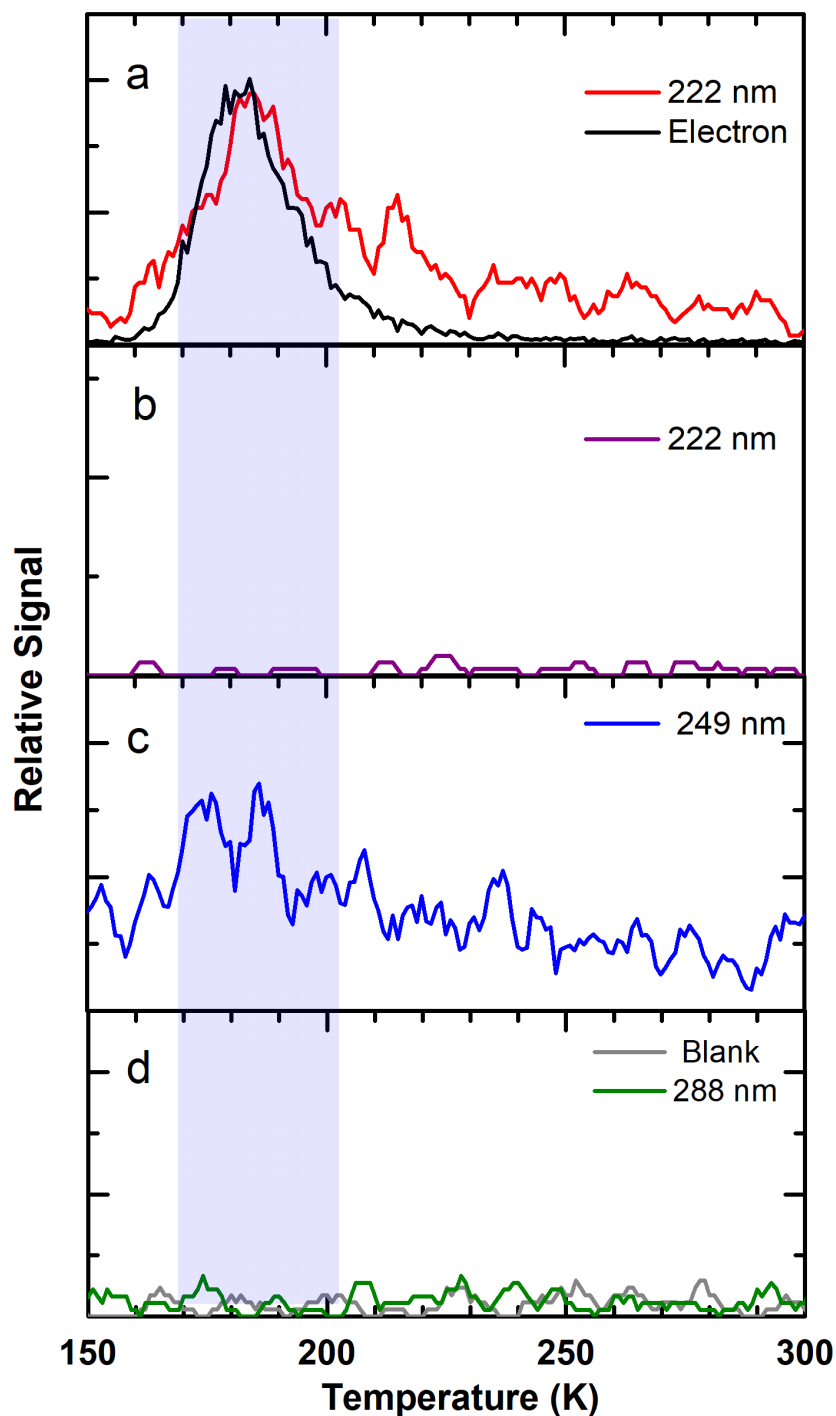 a
222 nm
Electron
b
222 nm
c
249 nm
d
Blank
288 nm
Relative Signal
150 200 250 300
Temperature (K)